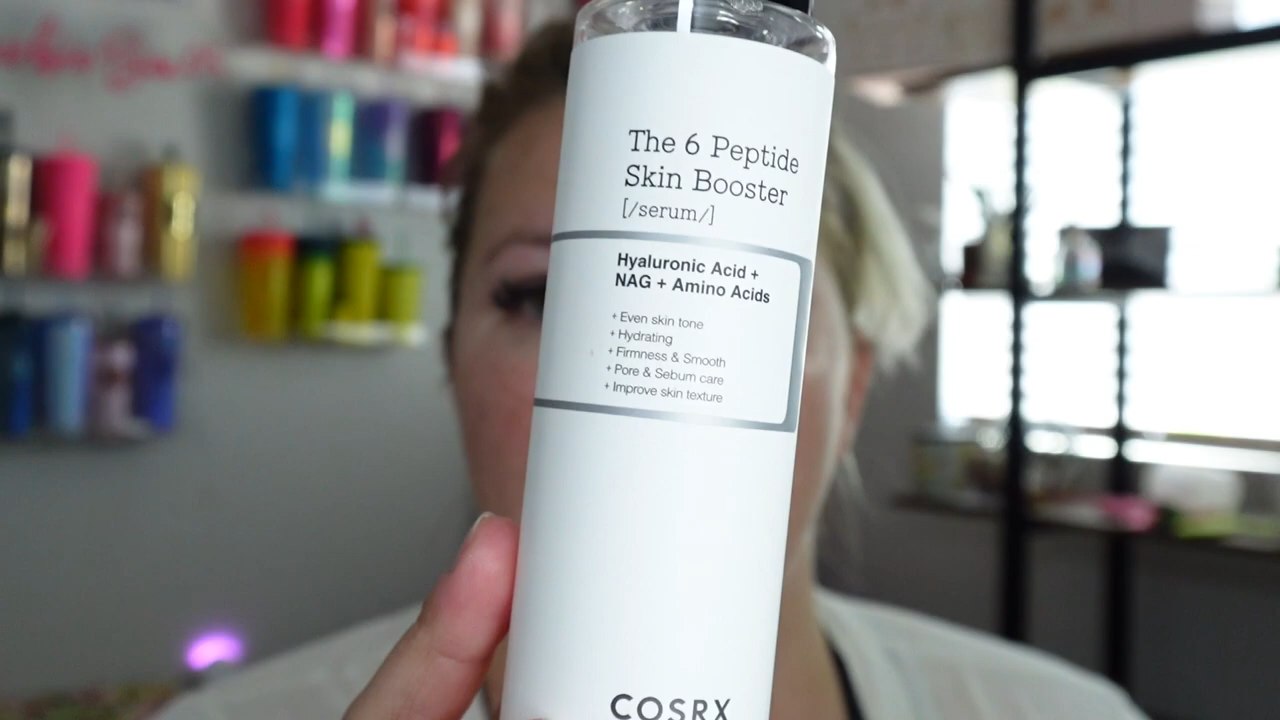 The 6 Peptide
Skin Booster
[/serum/]
Hyaluronic Acid +
NAG + Amino Acids
+ Even skin tone
+ Hydrating
+ Firmness & Smooth
+ Pore & Sebum care
+ Improve skin texture
COSRX